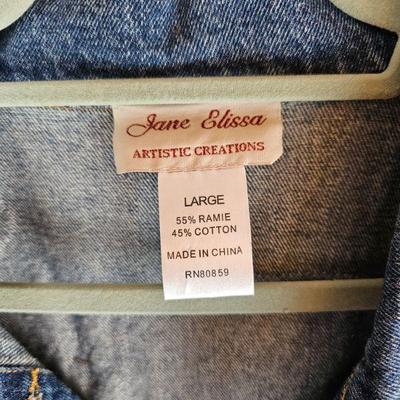 Jane Elissa
ARTISTIC CREATIONS
LARGE
55% RAMIE
45% COTTON
MADE IN CHINA
RN80859